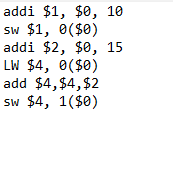 addi $1, $0, 10
sw $1, 0($0)
addi $2, $0, 15
LW $4, 0($0)
add $4,$4,$2
sw $4, 1($0)